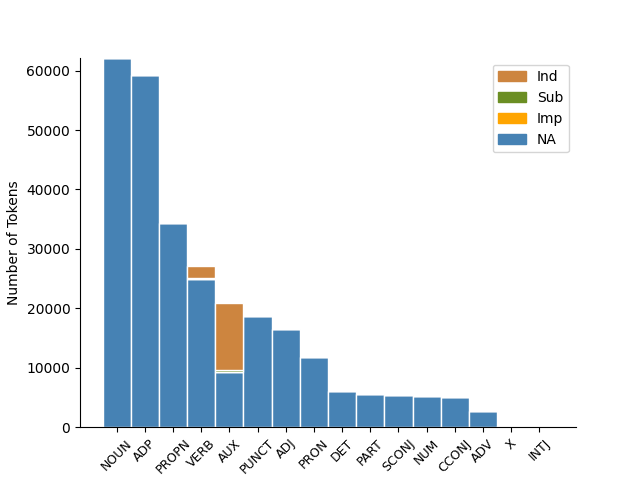 Ind
Sub
Imp
NA
Number of Tokens
60000
50000
40000
30000
20000
10000
0
NOUN
ADP
PROPN
VERB
AUX
PUNCT
ADJ
PRON
DET
PART
SCONJ
NUM
CCONJ
ADV
X
INTJ